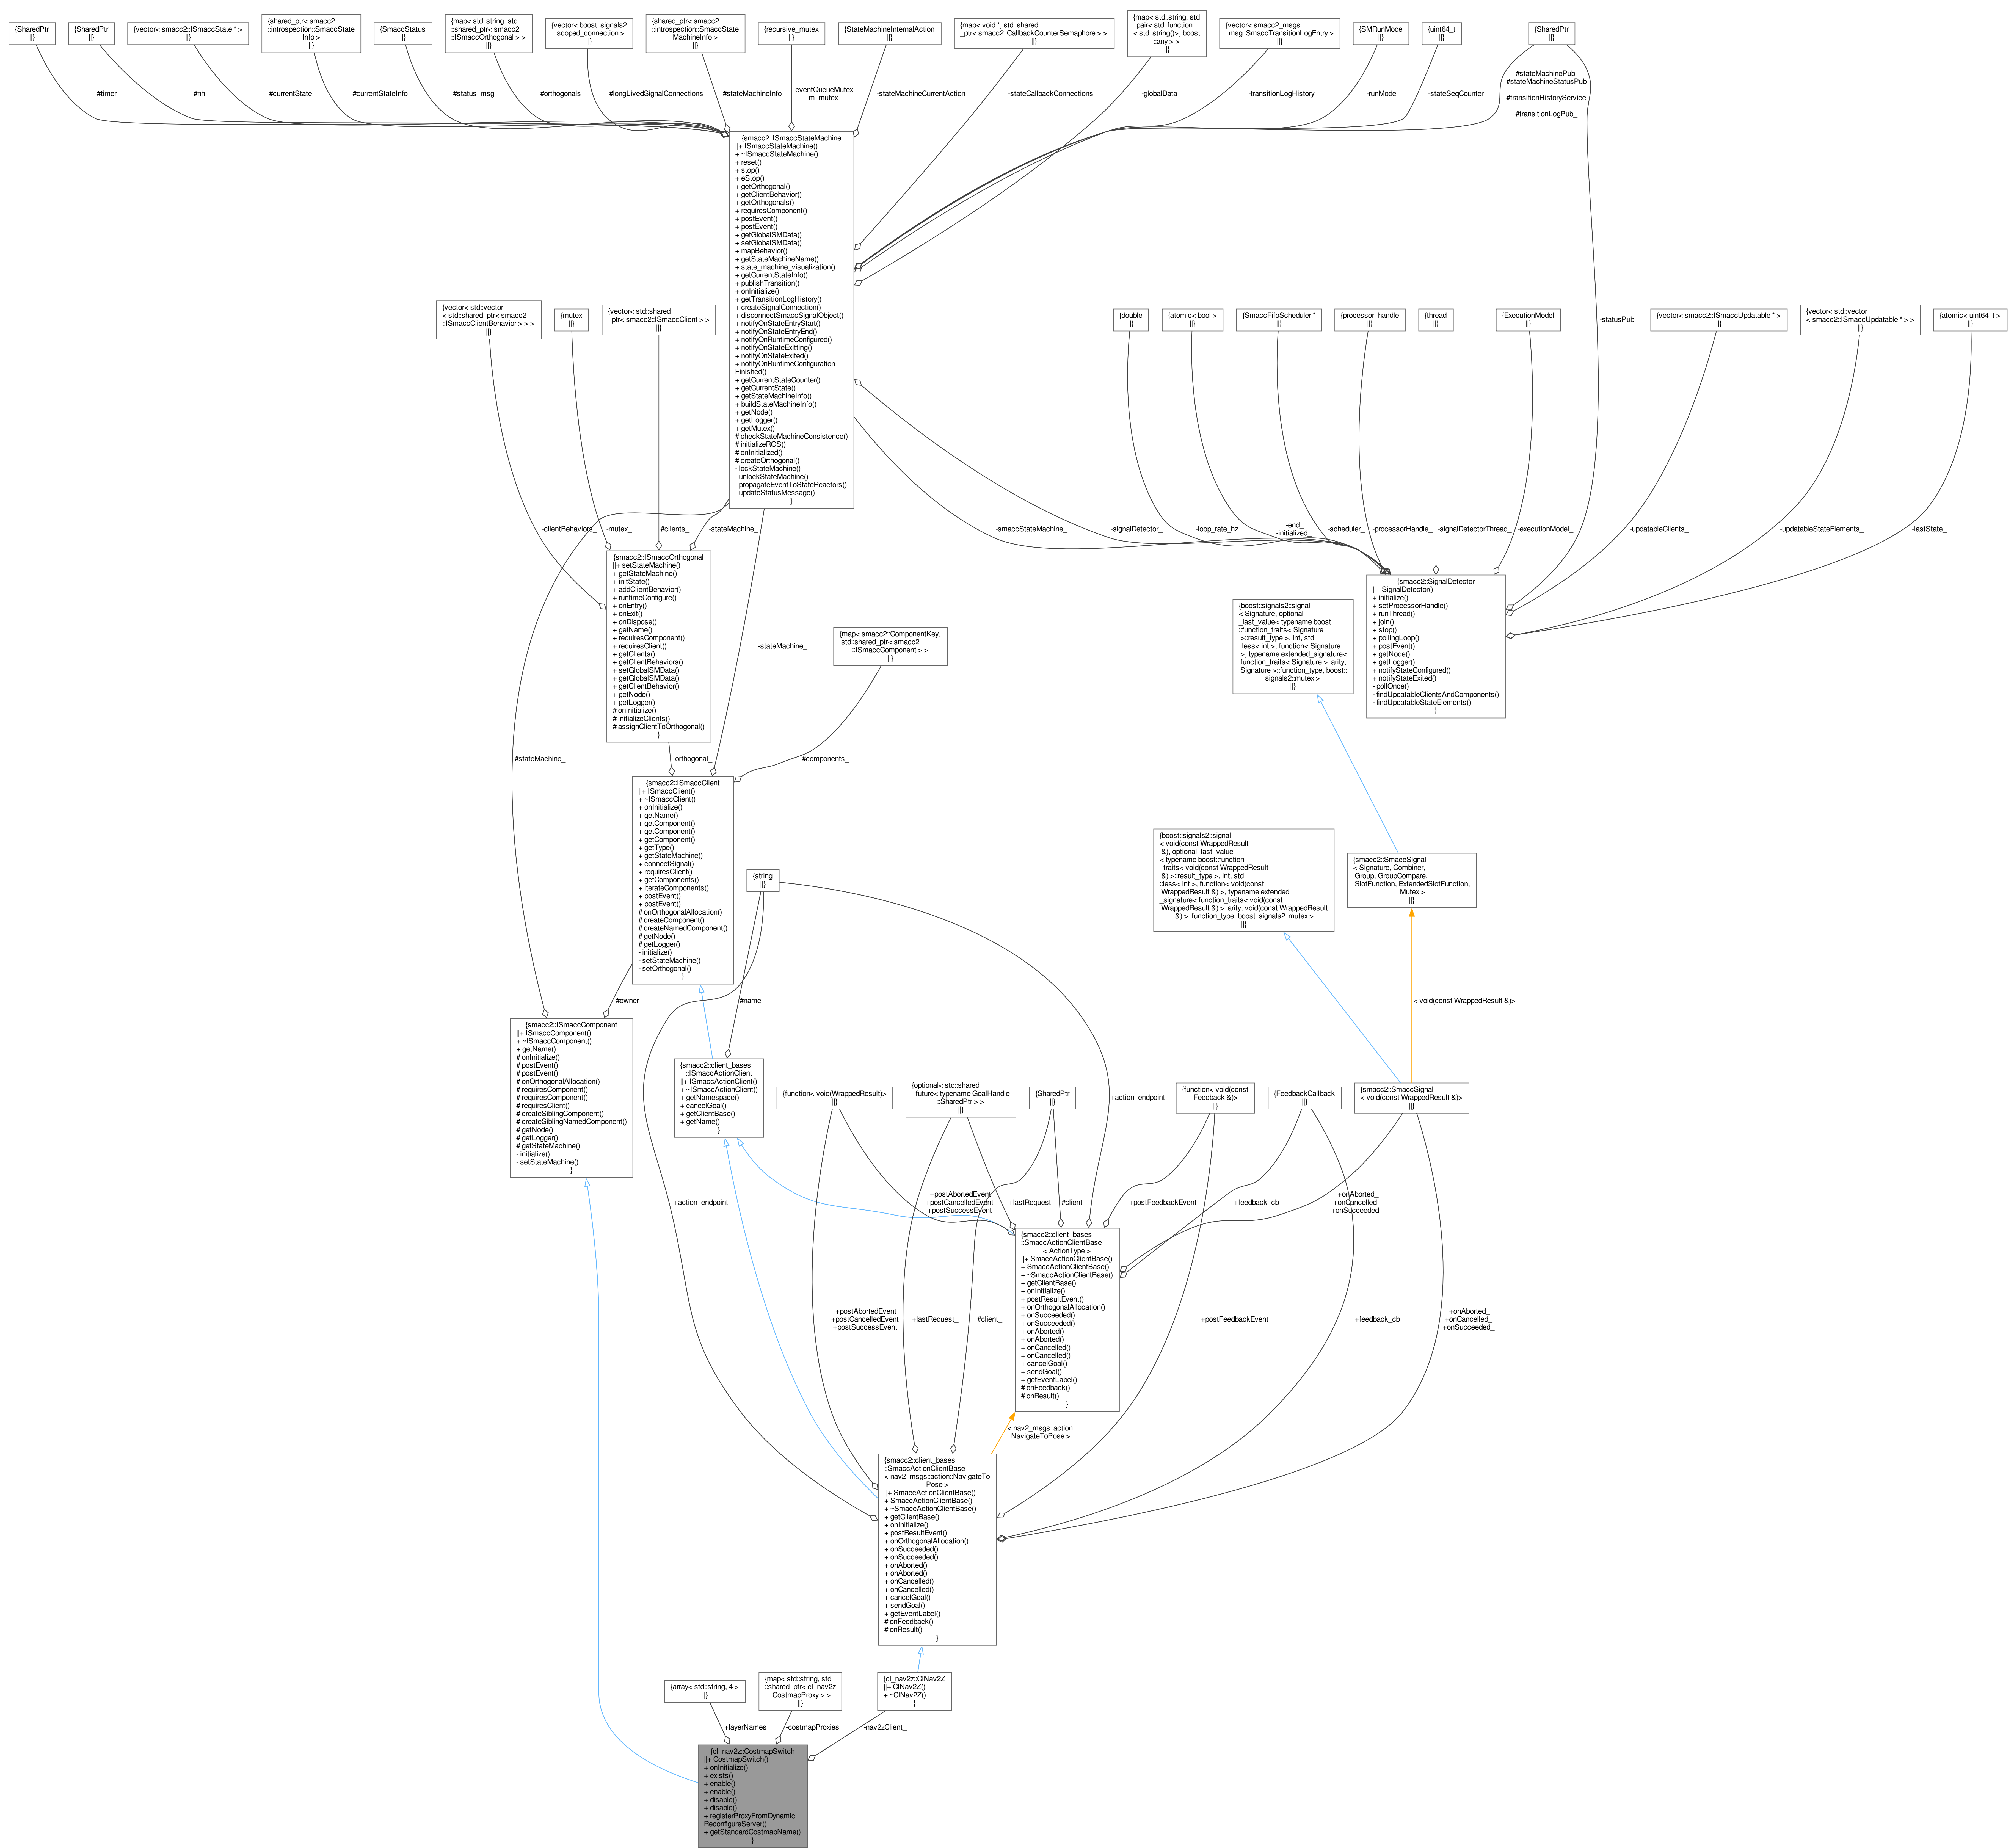 {SharedPtr
||}
{SharedPtr
||}
{vector< smacc2::ISmaccState * >
||}
{shared_ptr< smacc2
::introspection::SmaccState
Info >
||}
{SmaccStatus
||}
{map< std::string, std
::shared_ptr< smacc2
::ISmaccOrthogonal > >
||}
{vector< boost::signals2
::scoped_connection >
||}
{shared_ptr< smacc2
::introspection::SmaccState
MachineInfo >
||}
{recursive_mutex
||}
{StateMachineInternalAction
||}
{map< void *, std::shared
_ptr< smacc2::CallbackCounterSemaphore > >
||}
{map< std::string, std
::pair< std::function
< std::string()>, boost
::any > >
||}
{vector< smacc2_msgs
::msg::SmaccTransitionLogEntry >
||}
{SMRunMode
||}
{uint64_t
||}
{SharedPtr
||}
#timer_
#nh_
#currentState_
#currentStateInfo_
#status_msg_
#orthogonals_
#longLivedSignalConnections_
#stateMachineInfo_
-eventQueueMutex_
-m_mutex_
-stateMachineCurrentAction
-stateCallbackConnections
-globalData_
-transitionLogHistory_
-runMode_
-stateSeqCounter_
#stateMachinePub_
#stateMachineStatusPub
_
#transitionHistoryService
_
#transitionLogPub_
{smacc2::ISmaccStateMachine
||+ ISmaccStateMachine()
+ ~ISmaccStateMachine()
+ reset()
+ stop()
+ eStop()
+ getOrthogonal()
+ getClientBehavior()
+ getOrthogonals()
+ requiresComponent()
+ postEvent()
+ postEvent()
+ getGlobalSMData()
+ setGlobalSMData()
+ mapBehavior()
+ getStateMachineName()
+ state_machine_visualization()
+ getCurrentStateInfo()
+ publishTransition()
+ onInitialize()
+ getTransitionLogHistory()
+ createSignalConnection()
+ disconnectSmaccSignalObject()
+ notifyOnStateEntryStart()
+ notifyOnStateEntryEnd()
+ notifyOnRuntimeConfigured()
+ notifyOnStateExitting()
+ notifyOnStateExited()
+ notifyOnRuntimeConfiguration
Finished()
+ getCurrentStateCounter()
+ getCurrentState()
+ getStateMachineInfo()
+ buildStateMachineInfo()
+ getNode()
+ getLogger()
+ getMutex()
# checkStateMachineConsistence()
# initializeROS()
# onInitialized()
# createOrthogonal()
- lockStateMachine()
- unlockStateMachine()
- propagateEventToStateReactors()
- updateStatusMessage()
}
{vector< std::vector
< std::shared_ptr< smacc2
::ISmaccClientBehavior > > >
||}
{mutex
||}
{vector< std::shared
_ptr< smacc2::ISmaccClient > >
||}
{double
||}
{atomic< bool >
||}
{SmaccFifoScheduler *
||}
{processor_handle
||}
{thread
||}
{ExecutionModel
||}
-statusPub_
{vector< smacc2::ISmaccUpdatable * >
||}
{vector< std::vector
< smacc2::ISmaccUpdatable * > >
||}
{atomic< uint64_t >
||}
-clientBehaviors_
-mutex_
#clients_
-stateMachine_
-smaccStateMachine_
-signalDetector_
-loop_rate_hz
-end_
-initialized_
-scheduler_
-processorHandle_
-signalDetectorThread_
-executionModel_
-updatableClients_
-updatableStateElements_
-lastState_
{smacc2::ISmaccOrthogonal
||+ setStateMachine()
+ getStateMachine()
+ initState()
+ addClientBehavior()
+ runtimeConfigure()
+ onEntry()
+ onExit()
+ onDispose()
+ getName()
+ requiresComponent()
+ requiresClient()
+ getClients()
+ getClientBehaviors()
+ setGlobalSMData()
+ getGlobalSMData()
+ getClientBehavior()
+ getNode()
+ getLogger()
# onInitialize()
# initializeClients()
# assignClientToOrthogonal()
}
{smacc2::SignalDetector
||+ SignalDetector()
+ initialize()
+ setProcessorHandle()
+ runThread()
+ join()
+ stop()
+ pollingLoop()
+ postEvent()
+ getNode()
+ getLogger()
+ notifyStateConfigured()
+ notifyStateExited()
- pollOnce()
- findUpdatableClientsAndComponents()
- findUpdatableStateElements()
}
{boost::signals2::signal
< Signature, optional
_last_value< typename boost
::function_traits< Signature
>::result_type >, int, std
::less< int >, function< Signature
>, typename extended_signature<
function_traits< Signature >::arity,
Signature >::function_type, boost::
signals2::mutex >
||}
-stateMachine_
{map< smacc2::ComponentKey,
std::shared_ptr< smacc2
::ISmaccComponent > >
||}
#stateMachine_
-orthogonal_
#components_
{smacc2::ISmaccClient
||+ ISmaccClient()
+ ~ISmaccClient()
+ onInitialize()
+ getName()
+ getComponent()
+ getComponent()
+ getComponent()
+ getType()
+ getStateMachine()
+ connectSignal()
+ requiresClient()
+ getComponents()
+ iterateComponents()
+ postEvent()
+ postEvent()
# onOrthogonalAllocation()
# createComponent()
# createNamedComponent()
# getNode()
# getLogger()
- initialize()
- setStateMachine()
- setOrthogonal()
}
{string
||}
{boost::signals2::signal
< void(const WrappedResult
&), optional_last_value
< typename boost::function
_traits< void(const WrappedResult
&) >::result_type >, int, std
::less< int >, function< void(const
WrappedResult &) >, typename extended
_signature< function_traits< void(const
WrappedResult &) >::arity, void(const WrappedResult
&) >::function_type, boost::signals2::mutex >
||}
{smacc2::SmaccSignal
< Signature, Combiner,
Group, GroupCompare,
SlotFunction, ExtendedSlotFunction,
Mutex >
||}
#owner_
#name_
< void(const WrappedResult &)>
{smacc2::ISmaccComponent
||+ ISmaccComponent()
+ ~ISmaccComponent()
+ getName()
# onInitialize()
# postEvent()
# postEvent()
# onOrthogonalAllocation()
# requiresComponent()
# requiresComponent()
# requiresClient()
# createSiblingComponent()
# createSiblingNamedComponent()
# getNode()
# getLogger()
# getStateMachine()
- initialize()
- setStateMachine()
}
{smacc2::client_bases
::ISmaccActionClient
||+ ISmaccActionClient()
+ ~ISmaccActionClient()
+ getNamespace()
+ cancelGoal()
+ getClientBase()
+ getName()
}
{function< void(WrappedResult)>
||}
{optional< std::shared
_future< typename GoalHandle
::SharedPtr > >
||}
{SharedPtr
||}
+action_endpoint_
{function< void(const
Feedback &)>
||}
{FeedbackCallback
||}
{smacc2::SmaccSignal
< void(const WrappedResult &)>
||}
+action_endpoint_
+postAbortedEvent
+postCancelledEvent
+postSuccessEvent
+lastRequest_
#client_
+postFeedbackEvent
+feedback_cb
+onAborted_
+onCancelled_
+onSucceeded_
{smacc2::client_bases
::SmaccActionClientBase
< ActionType >
||+ SmaccActionClientBase()
+ SmaccActionClientBase()
+ ~SmaccActionClientBase()
+ getClientBase()
+ onInitialize()
+ postResultEvent()
+ onOrthogonalAllocation()
+ onSucceeded()
+ onSucceeded()
+ onAborted()
+ onAborted()
+ onCancelled()
+ onCancelled()
+ cancelGoal()
+ sendGoal()
+ getEventLabel()
# onFeedback()
# onResult()
}
+postAbortedEvent
+postCancelledEvent
+postSuccessEvent
+lastRequest_
#client_
+postFeedbackEvent
+feedback_cb
+onAborted_
+onCancelled_
+onSucceeded_
< nav2_msgs::action
::NavigateToPose >
{smacc2::client_bases
::SmaccActionClientBase
< nav2_msgs::action::NavigateTo
Pose >
||+ SmaccActionClientBase()
+ SmaccActionClientBase()
+ ~SmaccActionClientBase()
+ getClientBase()
+ onInitialize()
+ postResultEvent()
+ onOrthogonalAllocation()
+ onSucceeded()
+ onSucceeded()
+ onAborted()
+ onAborted()
+ onCancelled()
+ onCancelled()
+ cancelGoal()
+ sendGoal()
+ getEventLabel()
# onFeedback()
# onResult()
}
{array< std::string, 4 >
||}
{map< std::string, std
::shared_ptr< cl_nav2z
::CostmapProxy > >
||}
{cl_nav2z::ClNav2Z
||+ ClNav2Z()
+ ~ClNav2Z()
}
+layerNames
-costmapProxies
-nav2zClient_
{cl_nav2z::CostmapSwitch
||+ CostmapSwitch()
+ onInitialize()
+ exists()
+ enable()
+ enable()
+ disable()
+ disable()
+ registerProxyFromDynamic
ReconfigureServer()
+ getStandardCostmapName()
}